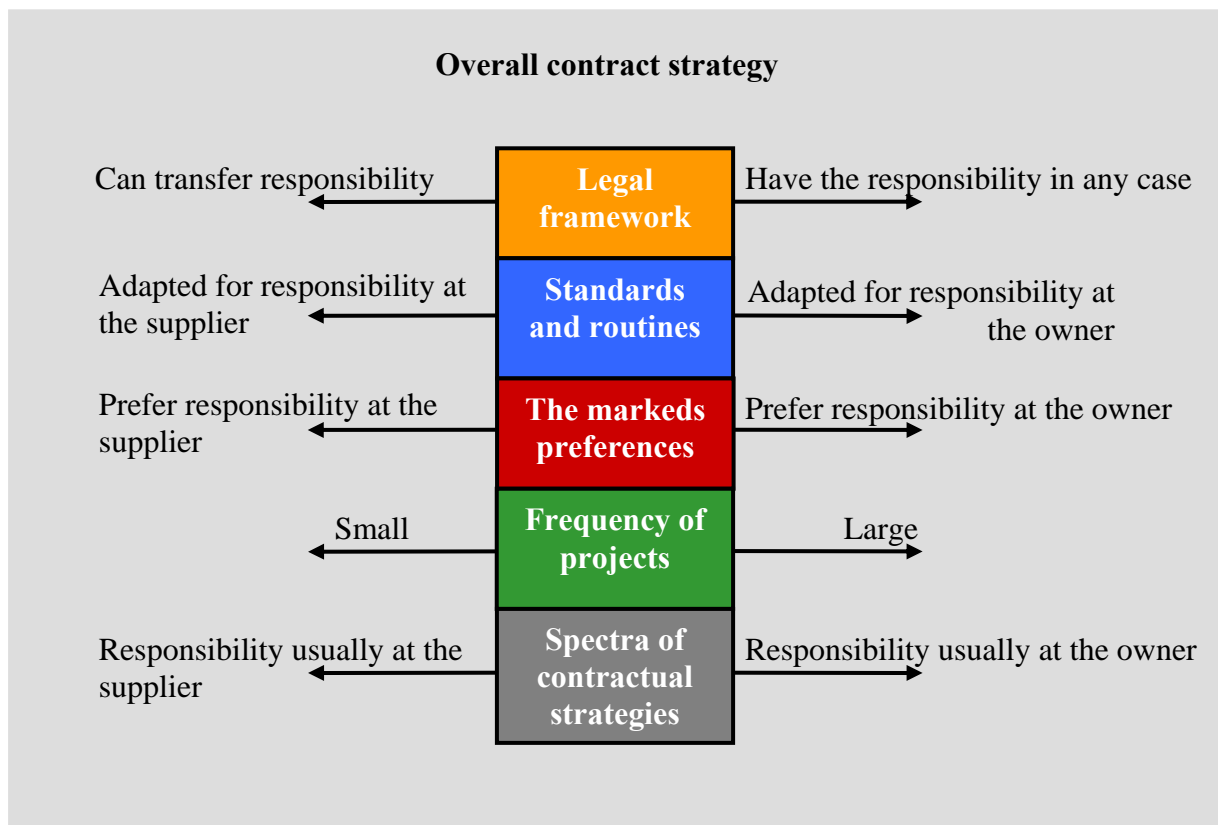 Overall contract strategy
Can transfer responsibility
Legal
framework
Have the responsibility in any case
Adapted for responsibility at
the supplier
Standards
and routines
Adapted for responsibility at
the owner
Prefer responsibility at the
supplier
The markeds
preferences
Prefer responsibility at the owner
Small
Frequency of
projects
Large
Responsibility usually at the
supplier
Spectra of
contractual
strategies
Responsibility usually at the owner